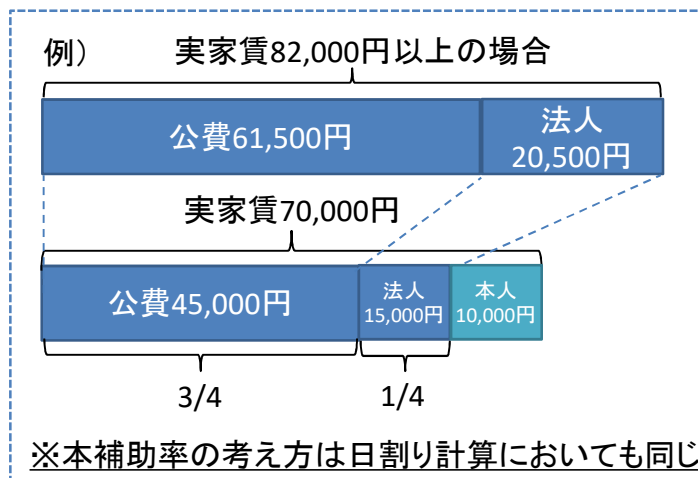 例）
実家賃82,000円以上の場合
公費61,500円
法人
20,500円
実家賃70,000円
公費45,000円
法人
15,000円
本人
10,000円
3/4
1/4
※本補助率の考え方は日割り計算においても同じ